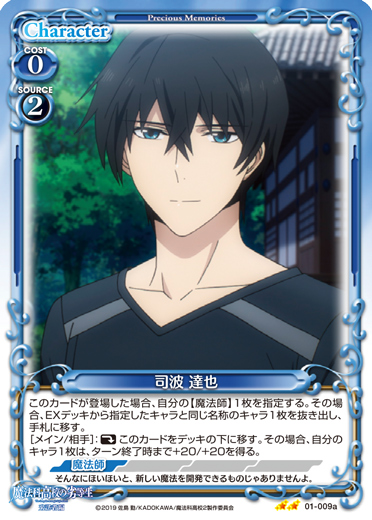 Precious Memories
Character
COST
0
SOURCE
2
司波 達也
このカードが登場した場合、自分の【魔法師】1枚を指定する。その場
合、EXデッキから指定したキャラと同じ名称のキャラ1枚を抜き出し、
手札に移す。
[メイン/相手]: このカードをデッキの下に移す。その場合、自分の
キャラ1枚は、ターン終了時まで+20/+20を得る。
魔法師
そんなにほいほいと、新しい魔法を開発できるものじゃありませんよ。
魔法科高校の劣等生
©2019 佐島 勤/KADOKAWA/魔法科高校2製作委員会
01-009a